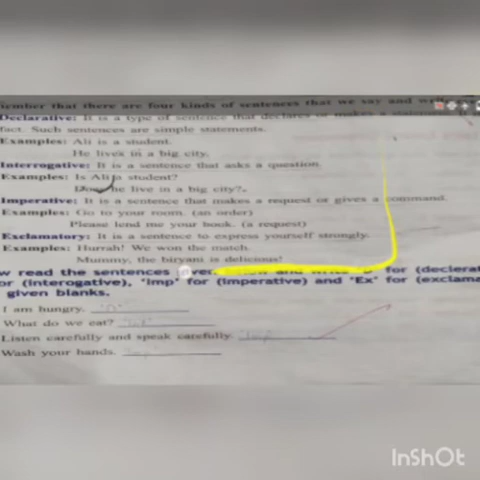 ember that there are four kinds of sentences that we say and
Declarative: It is a type of sentence that declares or makes a statement
fact. Such sentences are simple statements.
Examples: Ali is a student.
He lives in a big city.
Interrogative: It is a sentence that asks a question.
Examples: Is Ali a student?
Does he live in a big city?.
Imperative: It is a sentence that makes a request or gives a command.
Examples: Go to your room. (an order)
Please lend me your book. (a request)
Exclamatory: It is a sentence to express yourself strongly.
Examples: Hurrah! We won the match.
Mummy, the biryani is delicious!
w read the sentences and write for (declerat
or (interogative), 'Imp' for (imperative) and 'Ex' for (exclama
given blanks.
I am hungry.
What do we eat?
Listen carefully and speak carefully.
Wash your hands.
InShOt